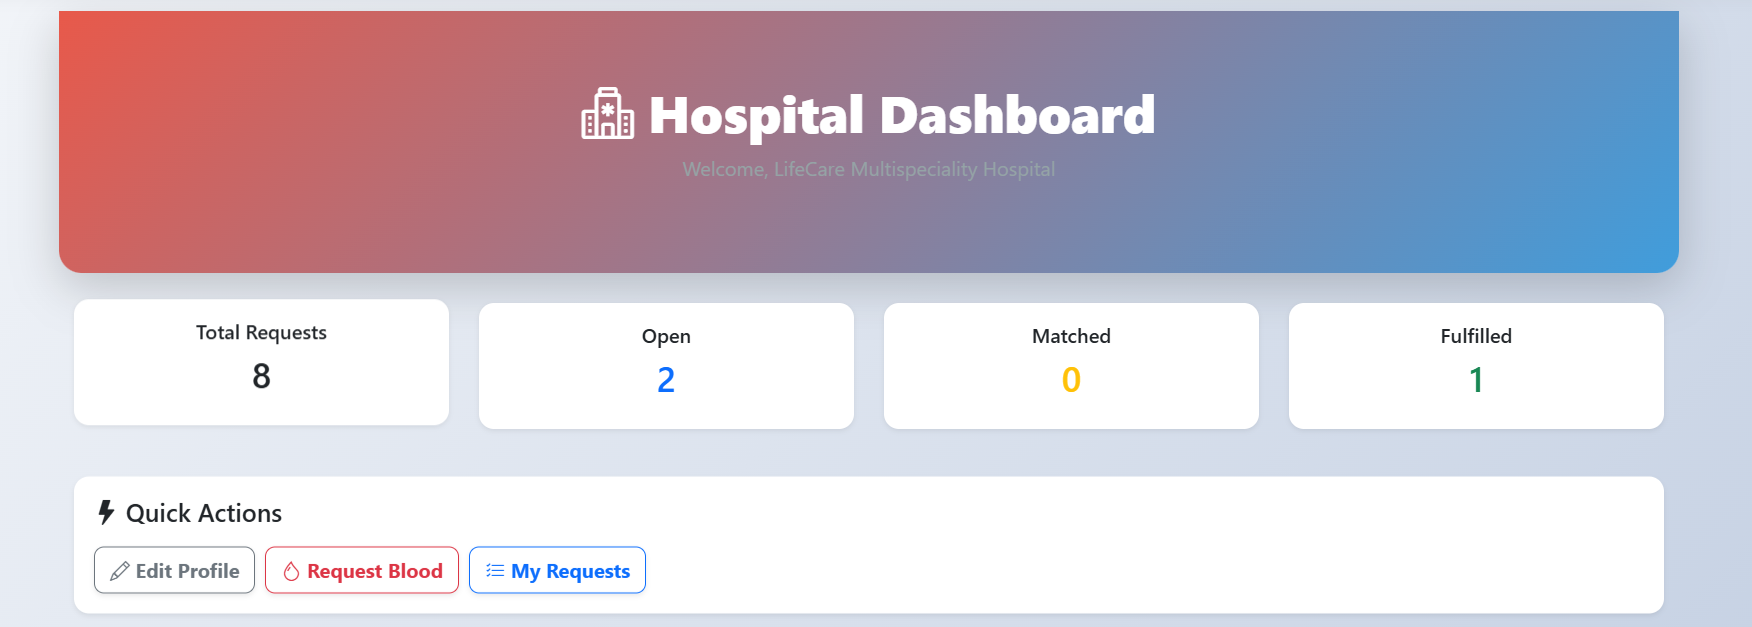 Hospital Dashboard
Welcome, LifeCare Multispeciality Hospital
Total Requests
8
Open
2
Matched
0
Fulfilled
1
Quick Actions
Edit Profile
Request Blood
My Requests